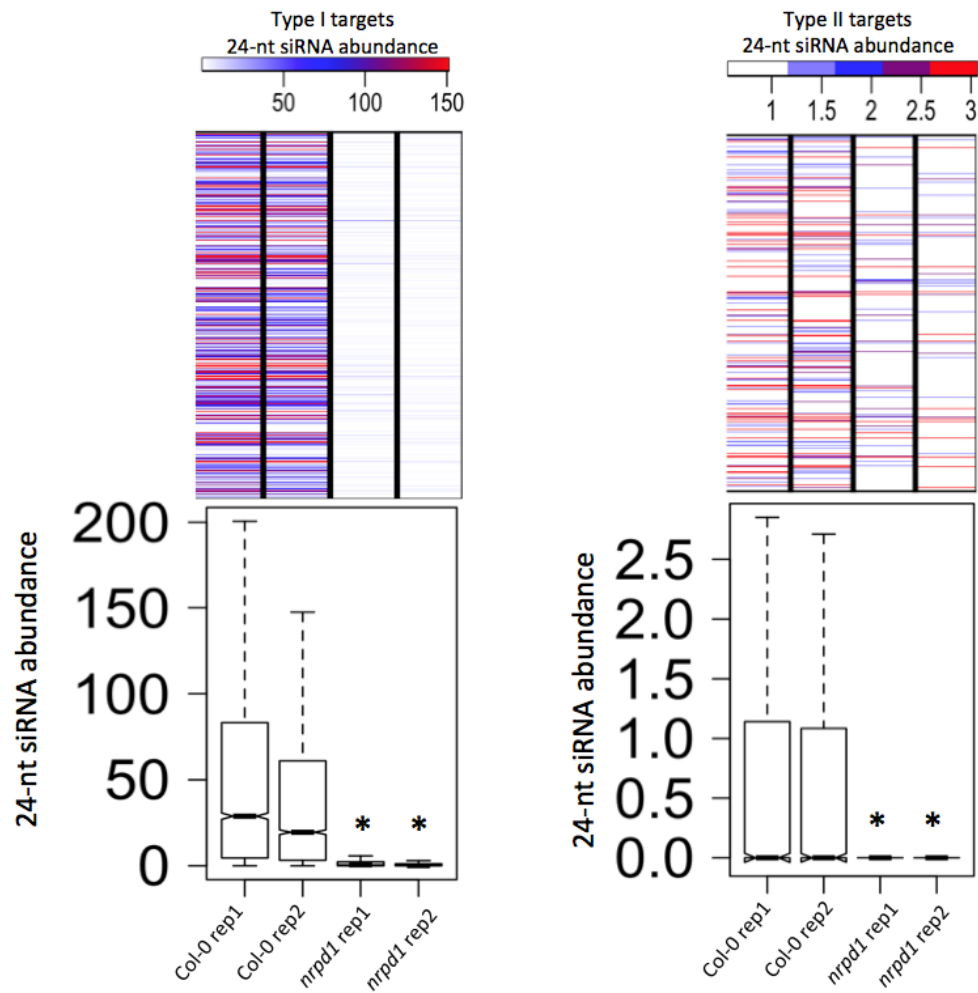 Type I targets
24-nt siRNA abundance
50 100 150
Type II targets
24-nt siRNA abundance
1 1.5 2 2.5 3
24-nt siRNA abundance
200
150
100
50
0
* *
Col-0 rep1
Col-0 rep2
nrpd1 rep1
nrpd1 rep2
24-nt siRNA abundance
2.5
2.0
1.5
1.0
0.5
0.0
* *
Col-0 rep1
Col-0 rep2
nrpd1 rep1
nrpd1 rep2